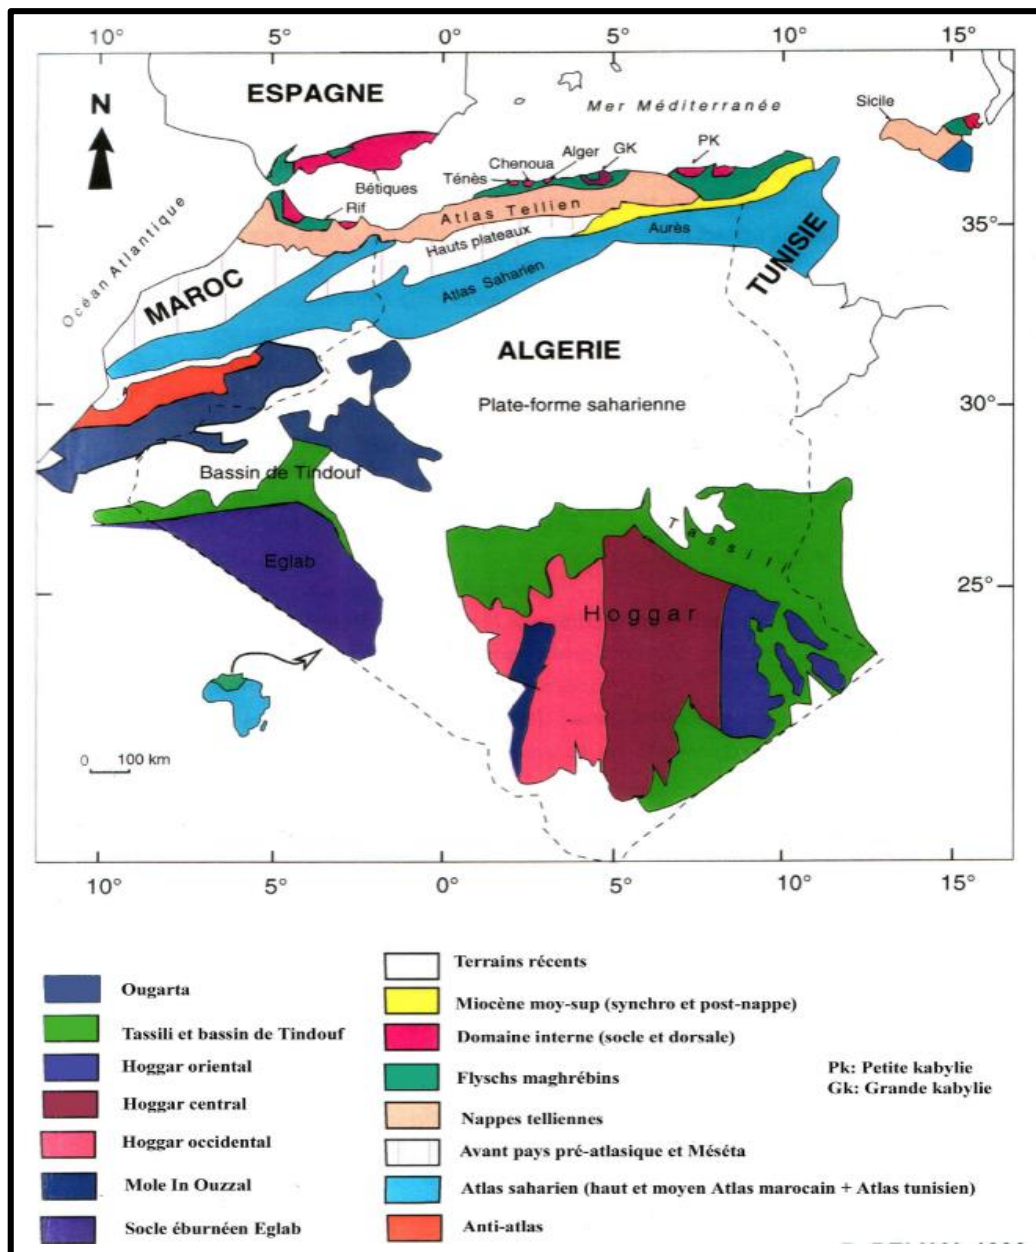 10° 5° 0° 5° 10° 15°
N
ESPAGNE
Mer Méditerranée
Sicile
PK
GK
Alger
Chenoua
Ténès
Bétiques
Rif
Atlas Tellien
Océan Atlantique
35°
Hauts plateaux
Aurès
TUNISIE
MAROC
Atlas Saharien
ALGERIE
Plate-forme saharienne
30°
Bassin de Tindouf
Tassili
Eglab
25°
Hoggar
0 100 km
10° 5° 0° 5° 10° 15°
Ougarta
Tassili et bassin de Tindouf
Hoggar oriental
Hoggar central
Hoggar occidental
Mole In Ouzzal
Socle éburnéen Eglab
Terrains récents
Miocène moy-sup (synchro et post-nappe)
Domaine interne (socle et dorsale)
Flyschs maghrébins
Nappes telliennes
Avant pays pré-atlasique et Méséta
Atlas saharien (haut et moyen Atlas marocain + Atlas tunisien)
Anti-atlas
Pk: Petite kabylie
Gk: Grande kabylie